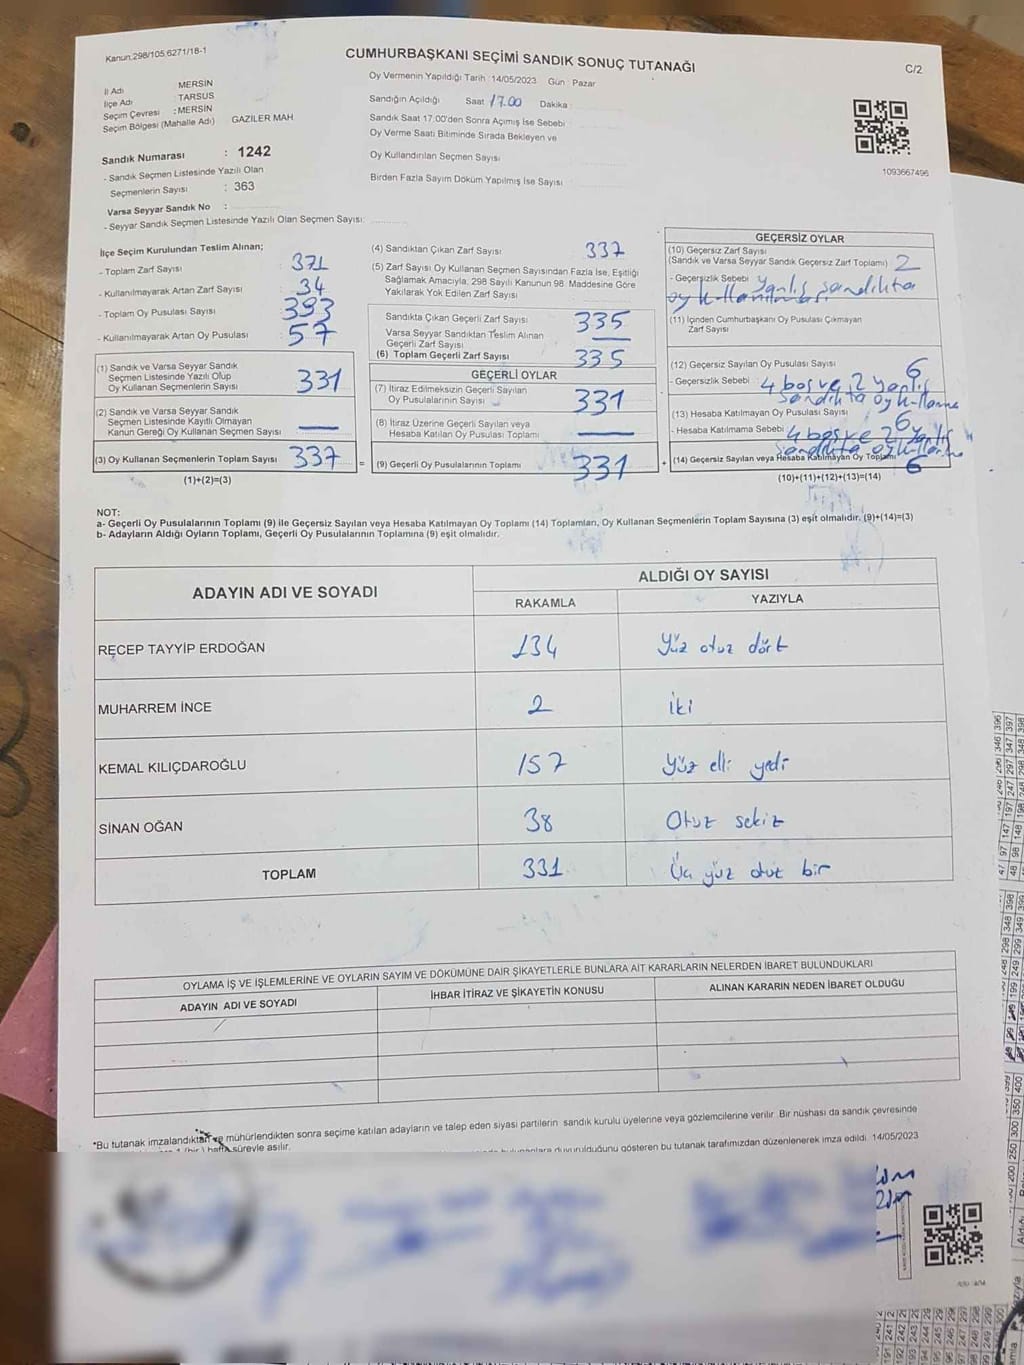 Kanun:298/105,6271/18-1
CUMHURBAŞKANI SEÇİMİ SANDIK SONUÇ TUTANAĞI
C/2
Oy Vermenin Yapıldığı Tarih :14/05/2023 Gün : Pazar
İl Adı MERSİN
İlçe Adı TARSUS
Seçim Çevresi :MERSİN
Seçim Bölgesi (Mahalle Adı) GAZİLER MAH.
Sandığın Açıldığı Saat 17.00 Dakika :
Sandık Saat 17:00'den Sonra Açımış İse Sebebi
Oy Verme Saati Bitiminde Sırada Bekleyen ve
Oy Kullandırılan Seçmen Sayısı
Birden Fazla Sayım Döküm Yapılmış İse Sayısı
1093667496
Sandık Numarası : 1242
- Sandık Seçmen Listesinde Yazılı Olan
Seçmenlerin Sayısı : 363
Varsa Seyyar Sandık No :
- Seyyar Sandık Seçmen Listesinde Yazılı Olan Seçmen Sayısı:
İlçe Seçim Kurulundan Teslim Alınan;
- Toplam Zarf Sayısı 371
- Kullanılmayarak Artan Zarf Sayısı 34
- Toplam Oy Pusulası Sayısı 393
- Kullanılmayarak Artan Oy Pusulası 57
(1) Sandık ve Varsa Seyyar Sandık
Seçmen Listesinde Yazılı Olup
Oy Kullanan Seçmenlerin Sayısı 331
(2) Sandık ve Varsa Seyyar Sandık
Seçmen Listesinde Kayıtlı Olmayan
Kanun Gereği Oy Kullanan Seçmen Sayısı —
(3) Oy Kullanan Seçmenlerin Toplam Sayısı 337
(1)+(2)=(3)
(4) Sandıktan Çıkan Zarf Sayısı 337
(5) Zarf Sayısı Oy Kullanan Seçmen Sayısından Fazla İse, Eşitliği
Sağlamak Amacıyla, 298 Sayılı Kanunun 98. Maddesine Göre
Yakılarak Yok Edilen Zarf Sayısı
Sandıkta Çıkan Geçerli Zarf Sayısı 335
Varsa Seyyar Sandıktan Teslim Alınan
Geçerli Zarf Sayısı —
(6) Toplam Geçerli Zarf Sayısı 335
GEÇERLİ OYLAR
(7) İtiraz Edilmeksizin Geçerli Sayılan
Oy Pusulalarının Sayısı 331
(8) İtiraz Üzerine Geçerli Sayılan veya
Hesaba Katılan Oy Pusulası Toplamı —
= (9) Geçerli Oy Pusulalarının Toplamı 331
GEÇERSİZ OYLAR
(10) Geçersiz Zarf Sayısı
(Sandık ve Varsa Seyyar Sandık Geçersiz Zarf Toplamı) 2
- Geçersizlik Sebebi Yanlış sandıkta
oy kullanılması
(11) İçinden Cumhurbaşkanı Oy Pusulası Çıkmayan
Zarf Sayısı
(12) Geçersiz Sayılan Oy Pusulası Sayısı 6
- Geçersizlik Sebebi 4 boş ve 2 yanlış
sandıkta oy kullanma
(13) Hesaba Katılmayan Oy Pusulası Sayısı 6
- Hesaba Katılmama Sebebi 4 boş ve 2 yanlış
sandıkta oy kullanma
+ (14) Geçersiz Sayılan veya Hesaba Katılmayan Oy Toplamı 6
(10)+(11)+(12)+(13)=(14)
NOT:
a- Geçerli Oy Pusulalarının Toplamı (9) ile Geçersiz Sayılan veya Hesaba Katılmayan Oy Toplamı (14) Toplamları, Oy Kullanan Seçmenlerin Toplam Sayısına (3) eşit olmalıdır. (9)+(14)=(3)
b- Adayların Aldığı Oyların Toplamı, Geçerli Oy Pusulalarının Toplamına (9) eşit olmalıdır.
ADAYIN ADI VE SOYADI
ALDIĞI OY SAYISI
RAKAMLA YAZIYLA
RECEP TAYYİP ERDOĞAN 134 Yüz otuz dört
MUHARREM İNCE 2 iki
KEMAL KILIÇDAROĞLU 157 Yüz elli yedi
SİNAN OĞAN 38 Otuz sekiz
TOPLAM 331 Üç yüz otuz bir
OYLAMA İŞ VE İŞLEMLERİNE VE OYLARIN SAYIM VE DÖKÜMÜNE DAİR ŞİKAYETLERLE BUNLARA AİT KARARLARIN NELERDEN İBARET BULUNDUKLARI
ADAYIN ADI VE SOYADI İHBAR İTİRAZ VE ŞİKAYETİN KONUSU ALINAN KARARIN NEDEN İBARET OLDUĞU
*Bu tutanak imzalandıktan ve mühürlendikten sonra seçime katılan adayların ve talep eden siyasi partilerin sandık kurulu üyelerine veya gözlemcilerine verilir. Bir nüshası da sandık çevresinde
1 (bir) hafta süreyle asılır.
duyurulduğunu gösteren bu tutanak tarafımızdan düzenlenerek imza edildi. 14/05/2023